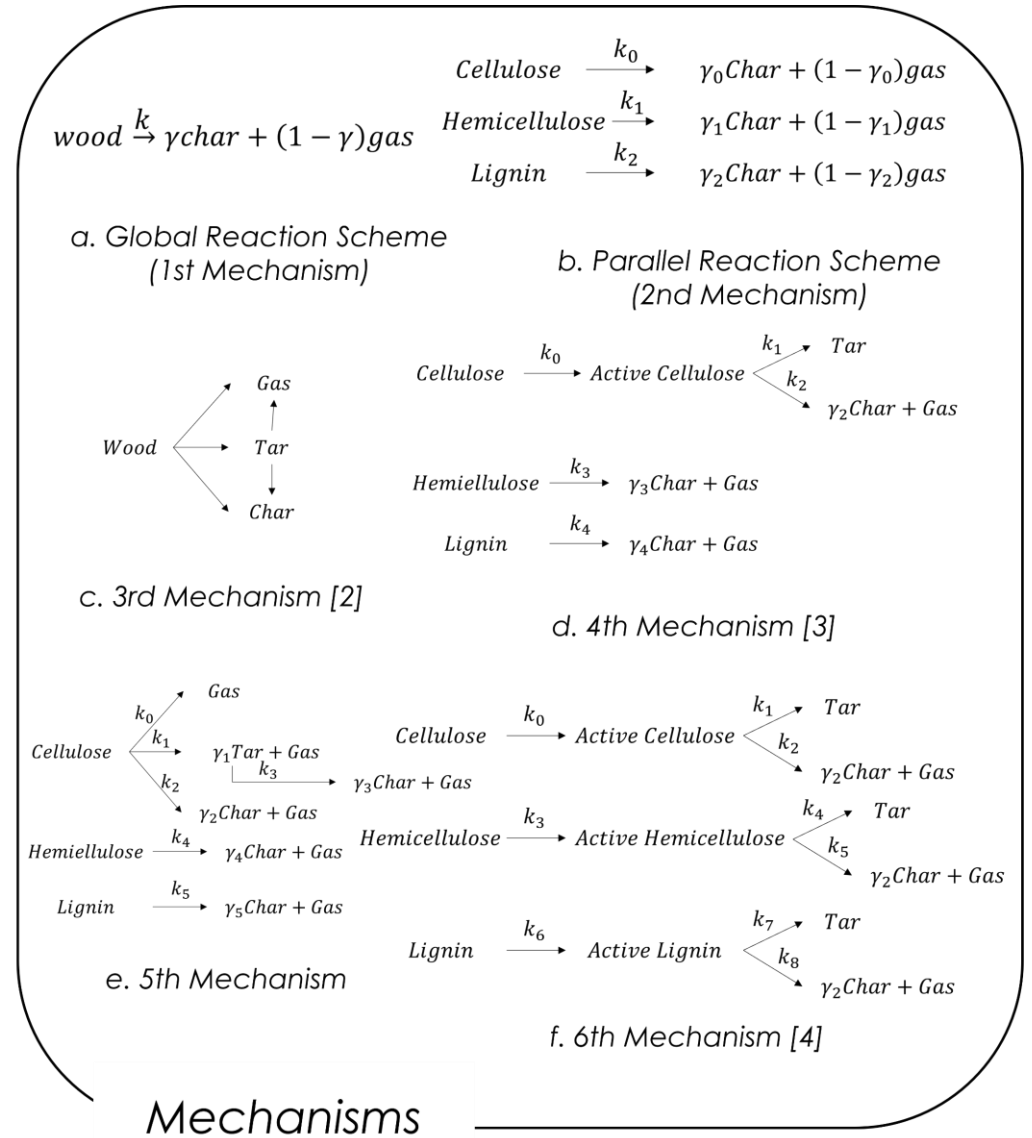 wood k→ γchar + (1 − γ)gas
a. Global Reaction Scheme
(1st Mechanism)
k₀
Cellulose → γ₀Char + (1 − γ₀)gas
k₁
Hemicellulose → γ₁Char + (1 − γ₁)gas
k₂
Lignin → γ₂Char + (1 − γ₂)gas
b. Parallel Reaction Scheme
(2nd Mechanism)
Gas
Wood Tar
Char
c. 3rd Mechanism [2]
k₀ k₁ Tar
Cellulose → Active Cellulose
k₂
γ₂Char + Gas
k₃
Hemiellulose → γ₃Char + Gas
k₄
Lignin → γ₄Char + Gas
d. 4th Mechanism [3]
Gas
k₀
k₁
Cellulose γ₁Tar + Gas
k₃
k₂ γ₃Char + Gas
γ₂Char + Gas
k₄
Hemiellulose → γ₄Char + Gas
k₅
Lignin → γ₅Char + Gas
e. 5th Mechanism
k₀ k₁ Tar
Cellulose → Active Cellulose
k₂
γ₂Char + Gas
k₃ k₄ Tar
Hemicellulose → Active Hemicellulose
k₅
γ₂Char + Gas
k₆ k₇ Tar
Lignin → Active Lignin
k₈
γ₂Char + Gas
f. 6th Mechanism [4]
Mechanisms